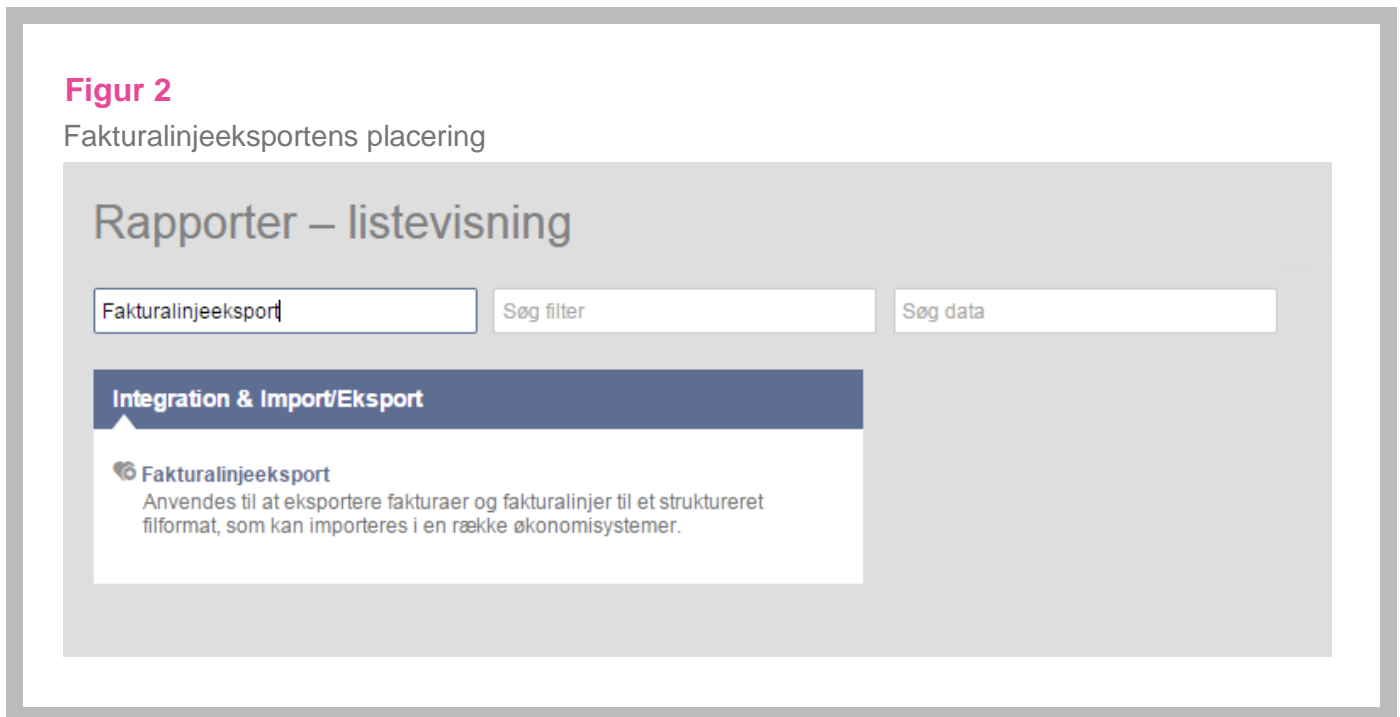 Figur 2
Fakturalinjeeksportens placering
Rapporter – listevisning
Fakturalinjeeksport
Søg filter
Søg data
Integration & Import/Eksport
Fakturalinjeeksport
Anvendes til at eksportere fakturaer og fakturalinjer til et struktureret
filformat, som kan importeres i en række økonomisystemer.